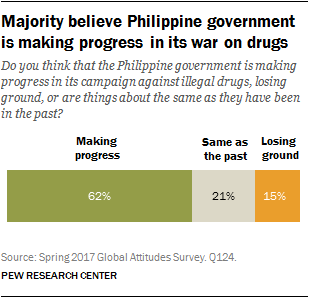 Majority believe Philippine government
is making progress in its war on drugs
Do you think that the Philippine government is making
progress in its campaign against illegal drugs, losing
ground, or are things about the same as they have been
in the past?
Making progress
Same as the past
Losing ground
62%
21%
15%
Source: Spring 2017 Global Attitudes Survey. Q124.
PEW RESEARCH CENTER